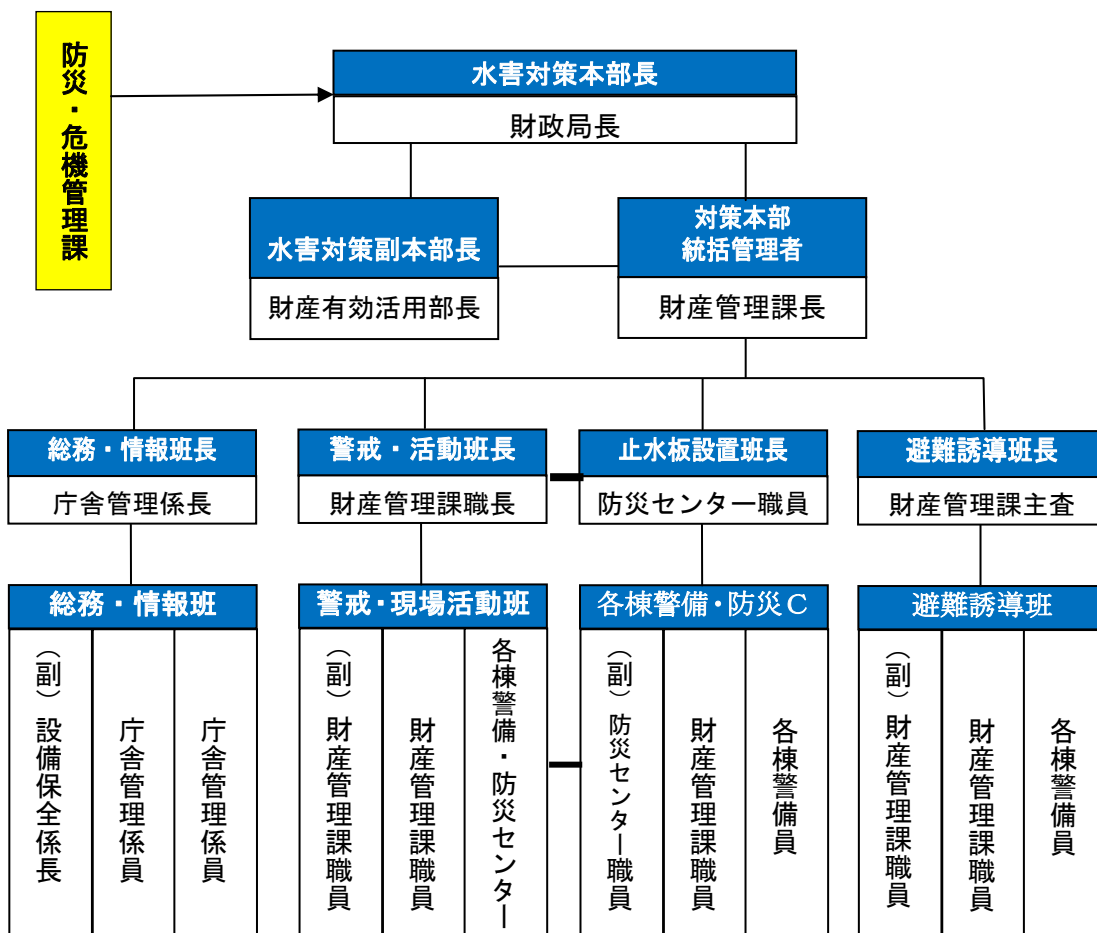 防災・危機管理課
水害対策本部長
財政局長
水害対策副本部長
財産有効活用部長
対策本部
統括管理者
財産管理課長
総務・情報班長
庁舎管理係長
警戒・活動班長
財産管理課職長
止水板設置班長
防災センター職員
避難誘導班長
財産管理課主査
総務・情報班
(副)設備保全係長
庁舎管理係員
庁舎管理係員
警戒・現場活動班
(副)財産管理課職員
財産管理課職員
各棟警備・防災センター
各棟警備・防災C
(副)防災センター職員
財産管理課職員
各棟警備員
避難誘導班
(副)財産管理課職員
財産管理課職員
各棟警備員